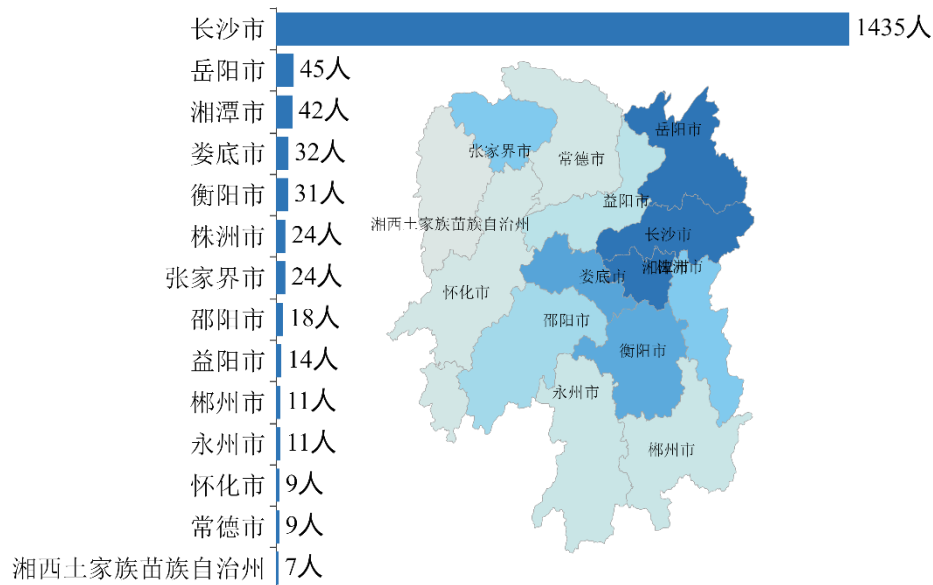 长沙市 1435人
岳阳市 45人
湘潭市 42人
娄底市 32人
衡阳市 31人
株洲市 24人
张家界市 24人
邵阳市 18人
益阳市 14人
郴州市 11人
永州市 11人
怀化市 9人
常德市 9人
湘西土家族苗族自治州 7人
岳阳市
张家界市
常德市
益阳市
湘西土家族苗族自治州
长沙市
湘潭市
株洲市
娄底市
怀化市
邵阳市
衡阳市
永州市
郴州市